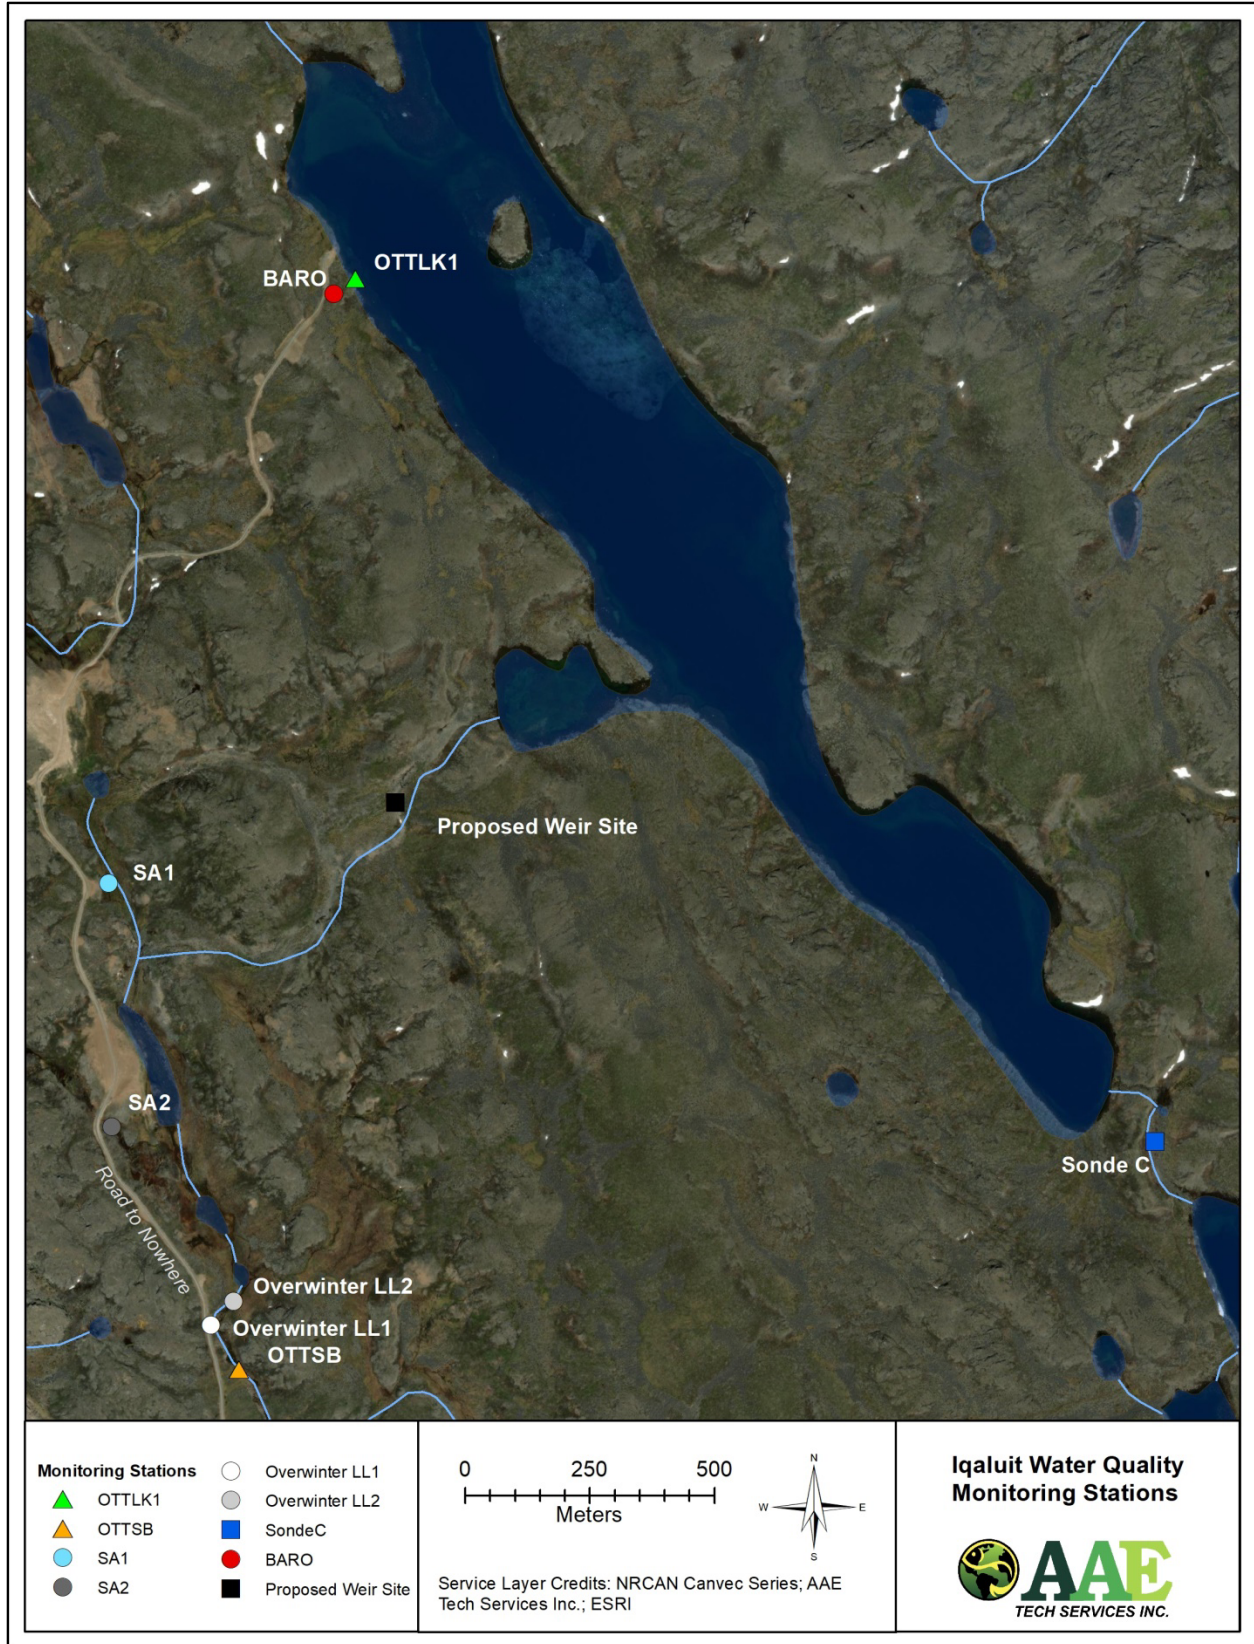 OTTLK1
BARO
Proposed Weir Site
SA1
SA2
Road to Nowhere
Sonde C
Overwinter LL2
Overwinter LL1
OTTSB
Monitoring Stations
OTTLK1
OTTSB
SA1
SA2
Overwinter LL1
Overwinter LL2
SondeC
BARO
Proposed Weir Site
0 250 500
Meters
N
W E
S
Service Layer Credits: NRCAN Canvec Series; AAE
Tech Services Inc.; ESRI
Iqaluit Water Quality
Monitoring Stations
AAE
TECH SERVICES INC.